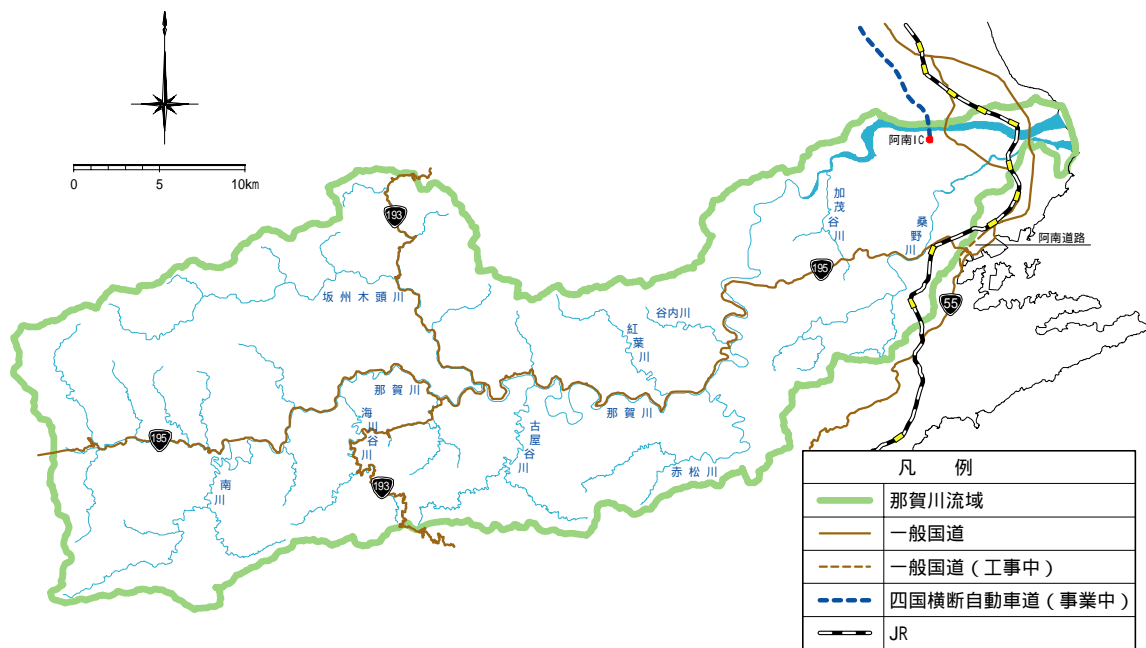 0 5 10km
193
阿南IC
加茂谷川
桑野川
阿南道路
195
55
坂州木頭川
谷内川
紅葉川
那賀川
那賀川
海川谷川
古屋谷川
赤松川
195
南川
193
凡 例
那賀川流域
一般国道
一般国道(工事中)
四国横断自動車道(事業中)
JR